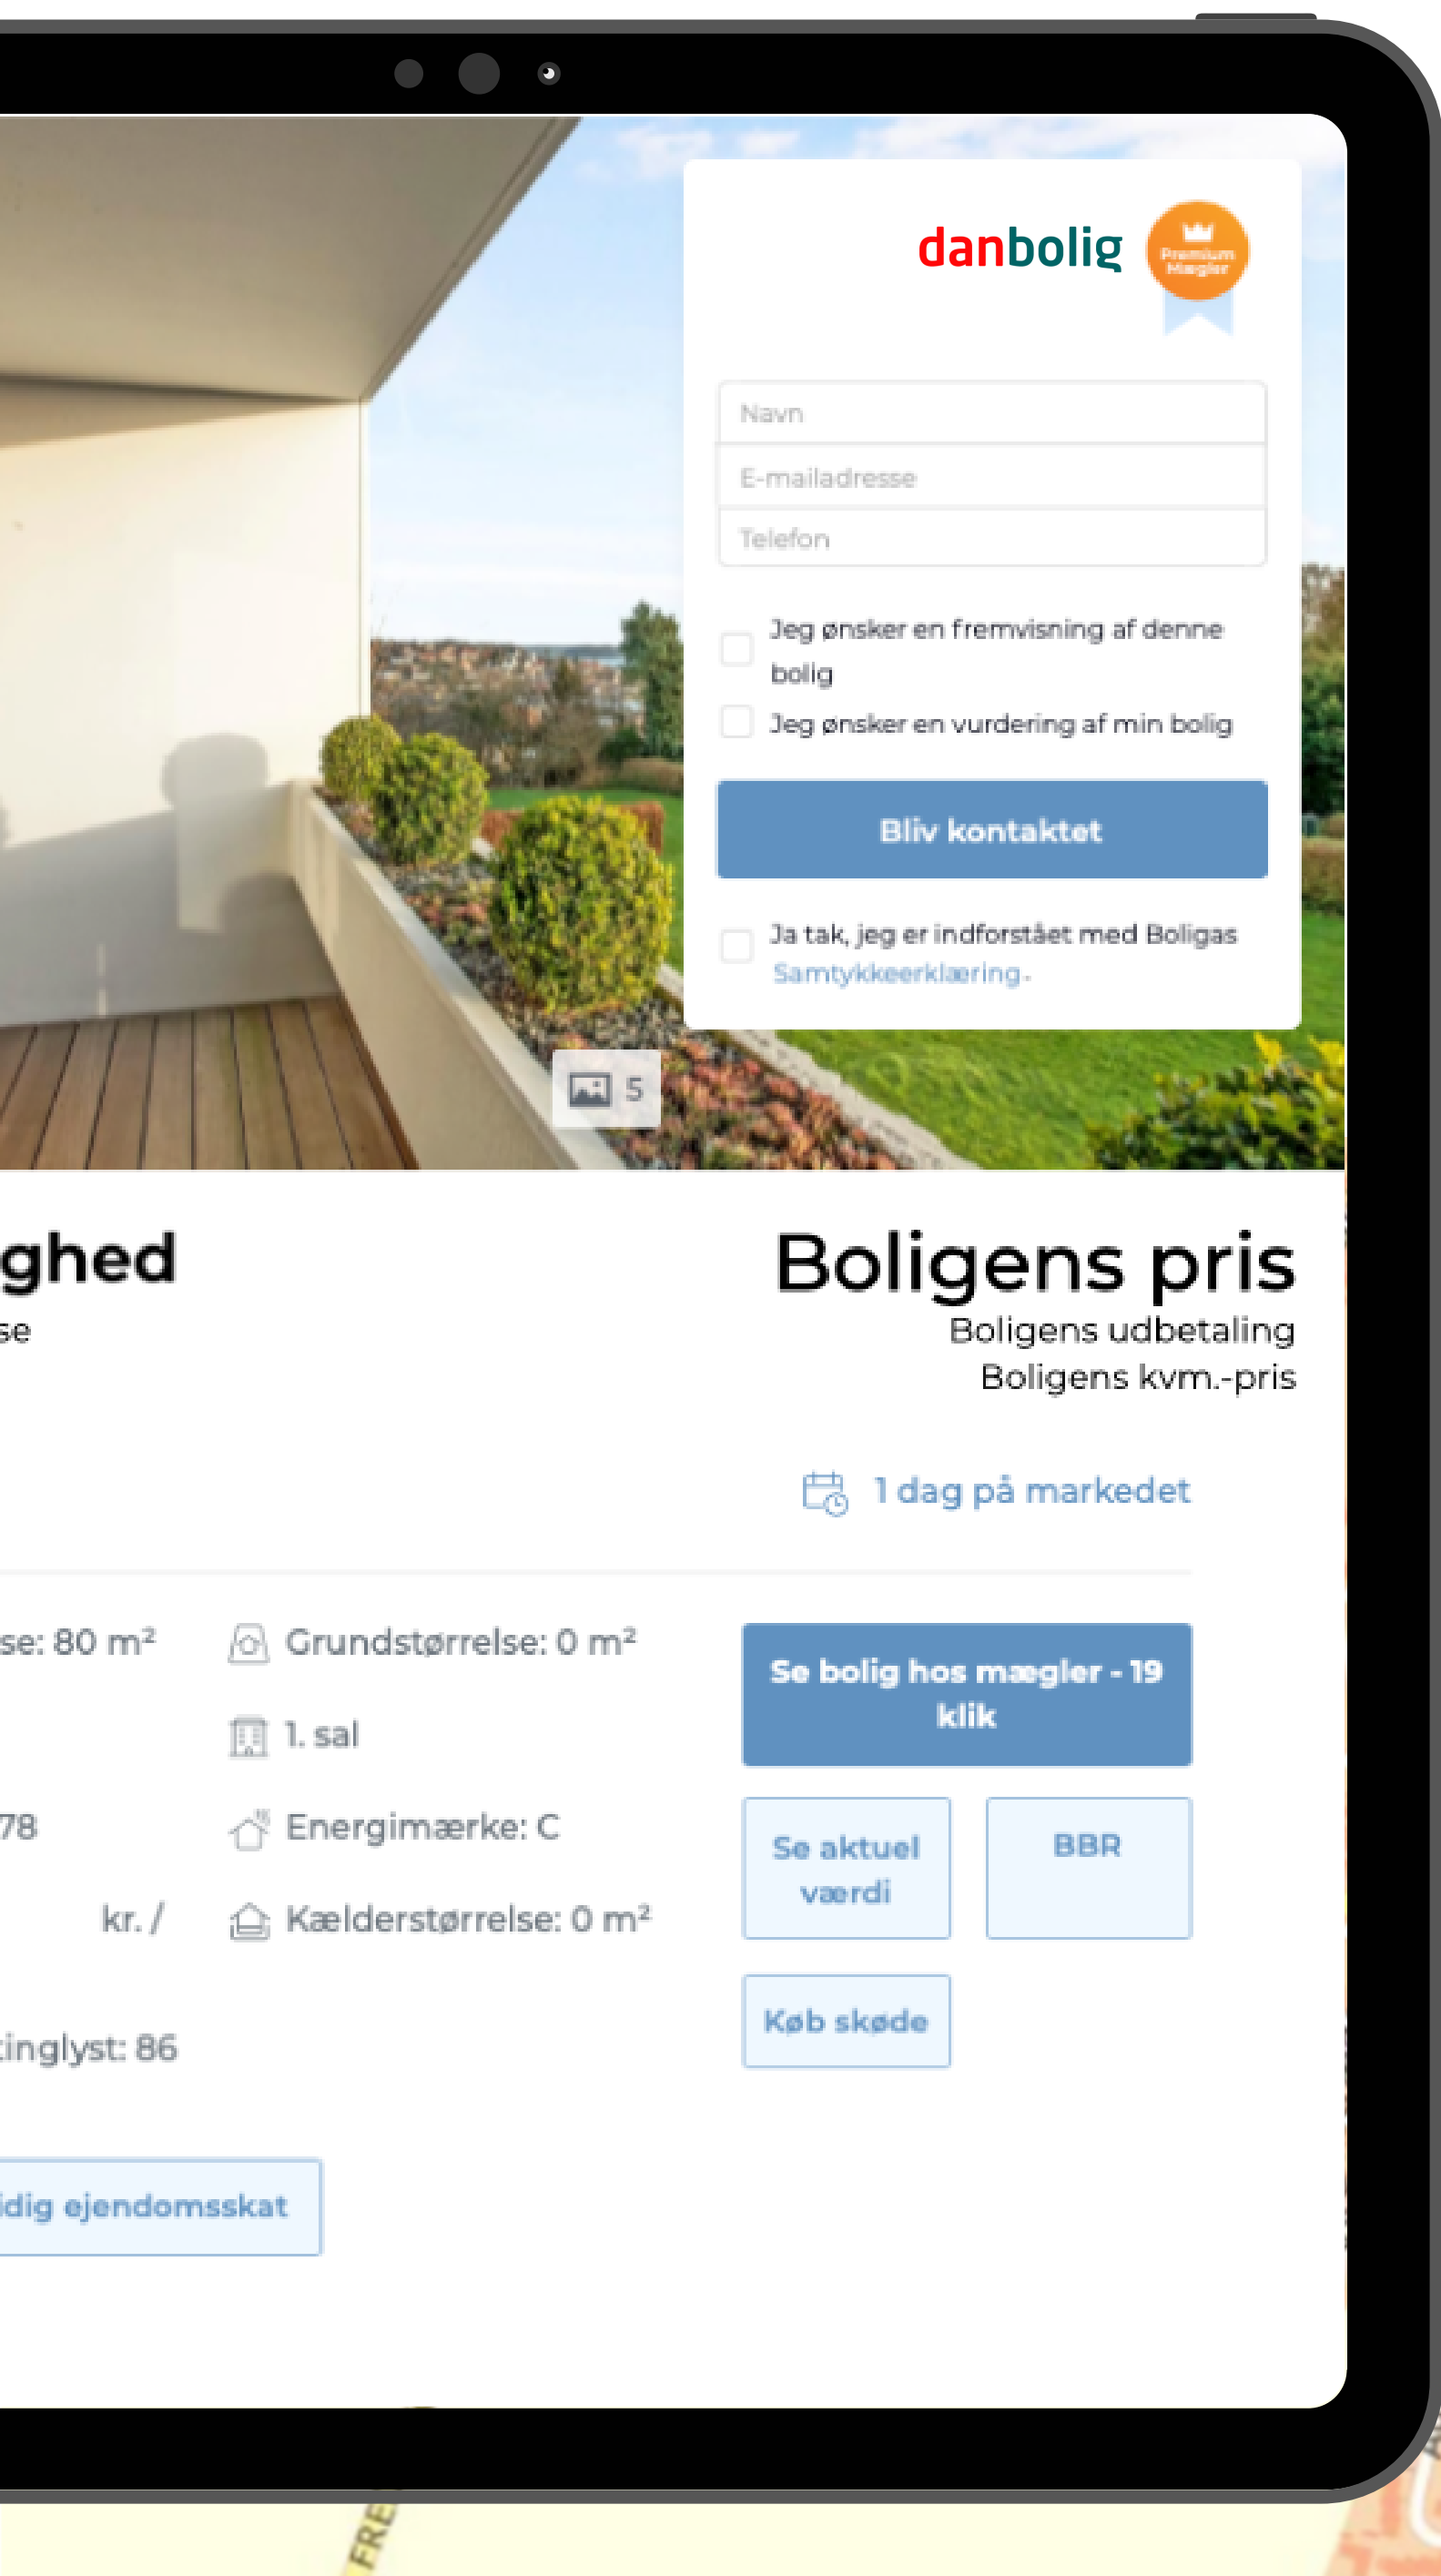 danbolig
Premium
Mægler
Navn
E-mailadresse
Telefon
Jeg ønsker en fremvisning af denne
bolig
Jeg ønsker en vurdering af min bolig
Bliv kontaktet
Ja tak, jeg er indforstået med Boligas
Samtykkeerklæring.
5
ghed
se
Boligens pris
Boligens udbetaling
Boligens kvm.-pris
1 dag på markedet
se: 80 m²
Grundstørrelse: 0 m²
1. sal
78
Energimærke: C
kr. /
Kælderstørrelse: 0 m²
tinglyst: 86
idig ejendomsskat
Se bolig hos mægler - 19
klik
Se aktuel
værdi
BBR
Køb skøde
FRE